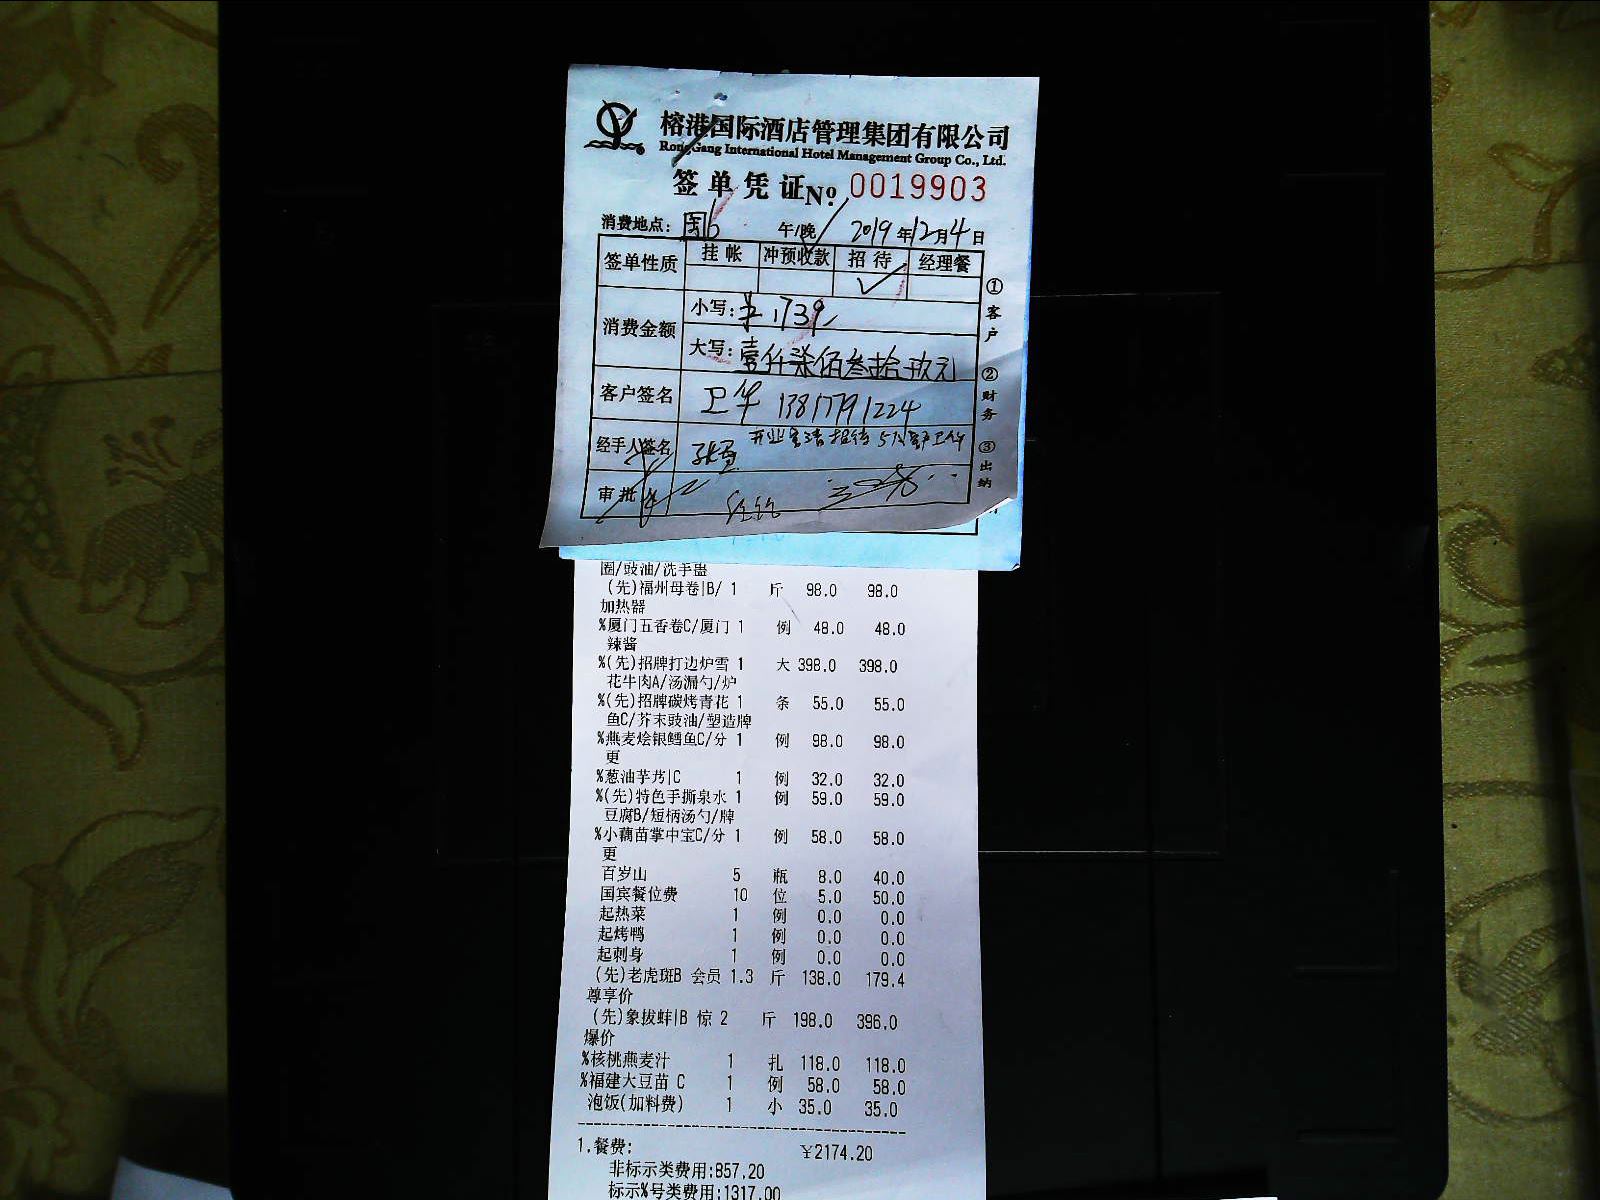 榕港国际酒店管理集团有限公司
RongGang International Hotel Management Group Co., Ltd.
签单凭证 No. 0019903
消费地点: 国6 午/晚 2019年12月4日
签单性质 挂帐 冲预收款 招待 经理餐
消费金额 小写: ¥1739
大写: 壹仟柒佰叁拾玖元
客户签名 卫华 13817791224
经手人签名
审批
①客户
②财务
③出纳
圈/豉油/洗手盅
(先)福州母卷|B/ 1 斤 98.0 98.0
加热器
%厦门五香卷C/厦门 1 例 48.0 48.0
辣酱
%(先)招牌打边炉雪 1 大 398.0 398.0
花牛肉A/汤漏勺/炉
%(先)招牌碳烤青花 1 条 55.0 55.0
鱼C/芥末豉油/塑造牌
%燕麦烩银鳕鱼C/分 1 例 98.0 98.0
更
%葱油芋艿|C 1 例 32.0 32.0
%(先)特色手撕泉水 1 例 59.0 59.0
豆腐B/短柄汤勺/牌
%小藕苗掌中宝C/分 1 例 58.0 58.0
更
百岁山 5 瓶 8.0 40.0
国宾餐位费 10 位 5.0 50.0
起热菜 1 例 0.0 0.0
起烤鸭 1 例 0.0 0.0
起刺身 1 例 0.0 0.0
(先)老虎斑B 会员 1.3 斤 138.0 179.4
尊享价
(先)象拔蚌|B 惊 2 斤 198.0 396.0
爆价
%核桃燕麦汁 1 扎 118.0 118.0
%福建大豆苗 C 1 例 58.0 58.0
泡饭(加料费) 1 小 35.0 35.0
1.餐费: ¥2174.20
非标示类费用:857.20
标示%号类费用:1317.00